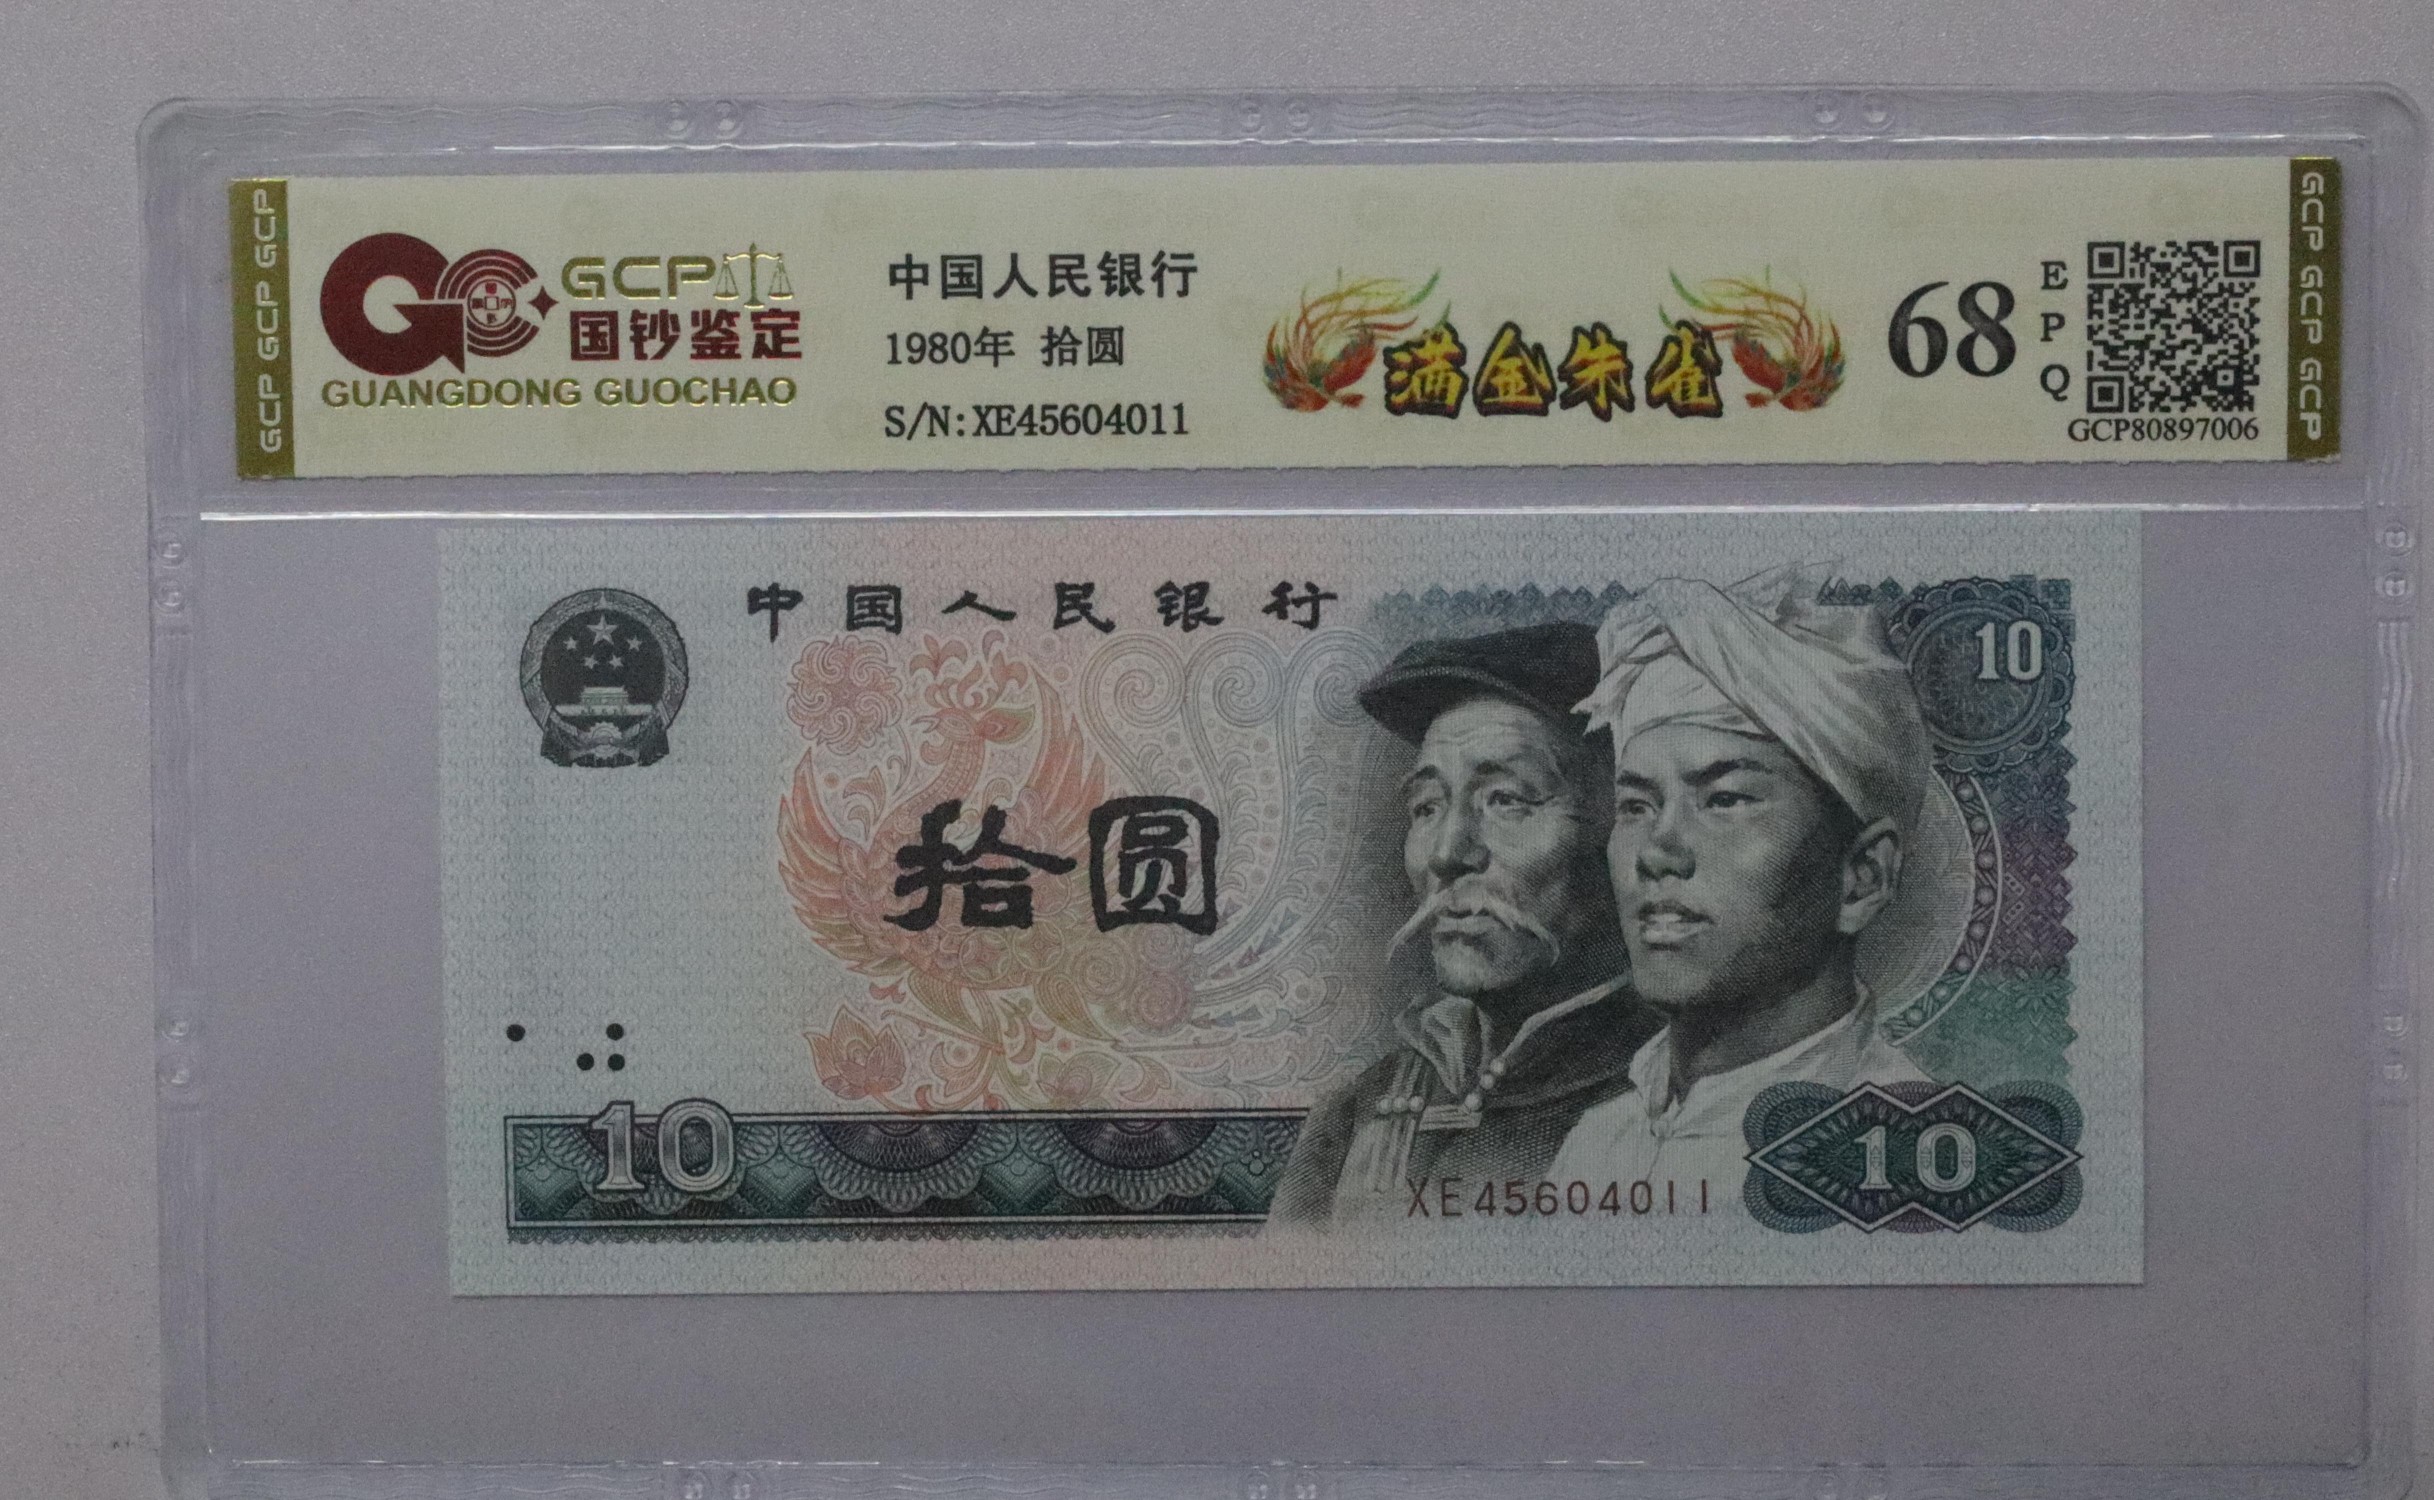 GCP GCP GCP
GCP
国钞鉴定
GUANGDONG GUOCHAO
中国人民银行
1980年 拾圆
S/N:XE45604011
满金朱雀
68
EPQ
GCP80897006
GCP GCP GCP
中国人民银行
10
拾圆
10
XE45604011
10